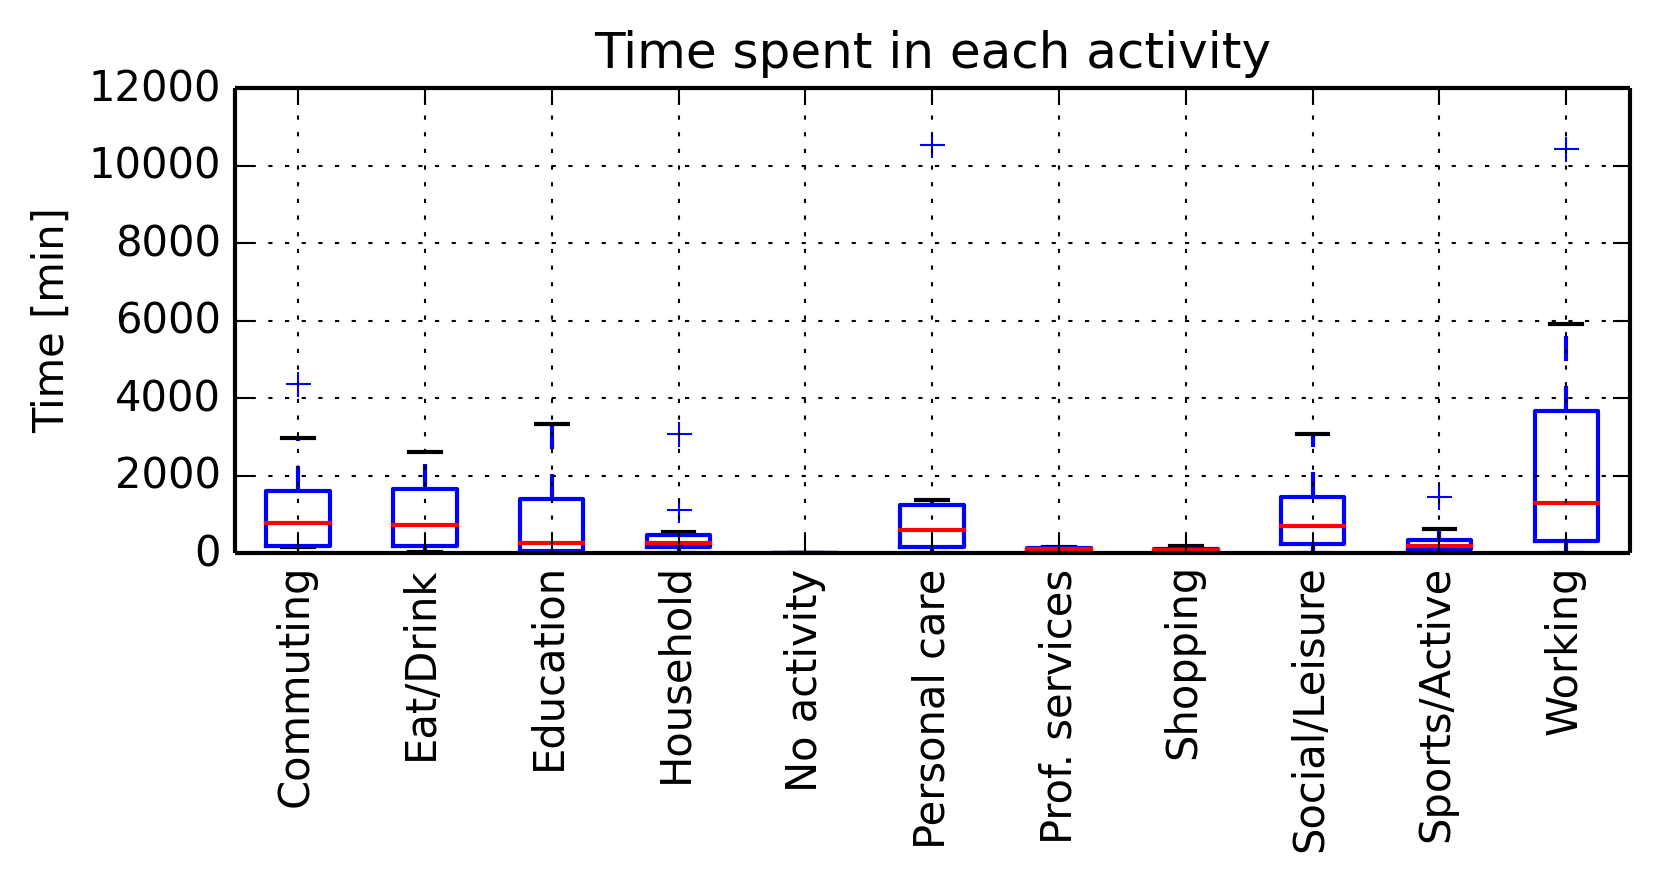 Time spent in each activity
12000
10000
8000
6000
4000
2000
0
Time [min]
Commuting
Eat/Drink
Education
Household
No activity
Personal care
Prof. services
Shopping
Social/Leisure
Sports/Active
Working